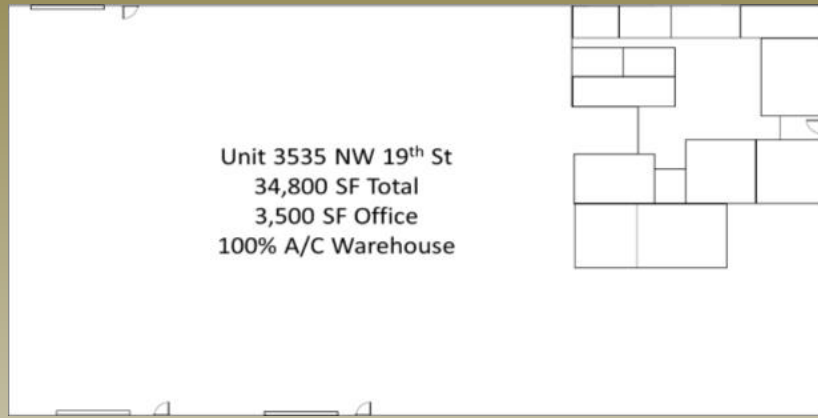 Unit 3535 NW 19th St
34,800 SF Total
3,500 SF Office
100% A/C Warehouse